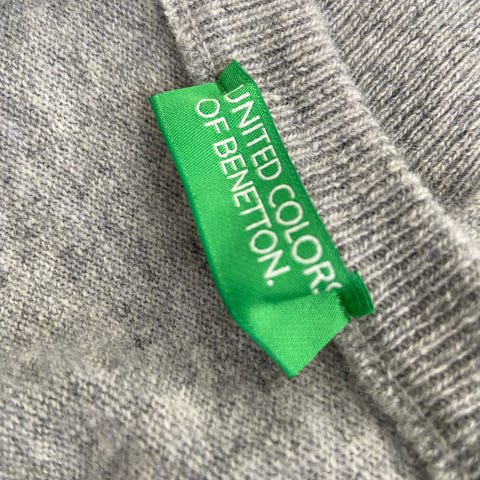 UNITED COLORS
OF BENETTON.